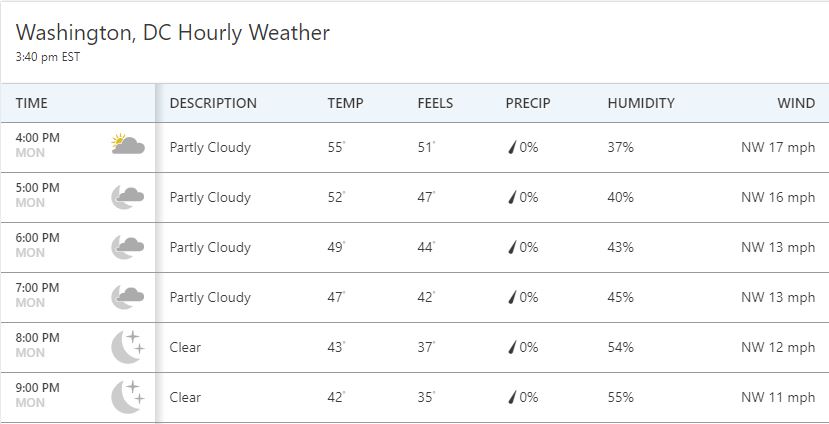 Washington, DC Hourly Weather
3:40 pm EST
TIME DESCRIPTION TEMP FEELS PRECIP HUMIDITY WIND
4:00 PM
MON Partly Cloudy 55° 51° 0% 37% NW 17 mph
5:00 PM
MON Partly Cloudy 52° 47° 0% 40% NW 16 mph
6:00 PM
MON Partly Cloudy 49° 44° 0% 43% NW 13 mph
7:00 PM
MON Partly Cloudy 47° 42° 0% 45% NW 13 mph
8:00 PM
MON Clear 43° 37° 0% 54% NW 12 mph
9:00 PM
MON Clear 42° 35° 0% 55% NW 11 mph